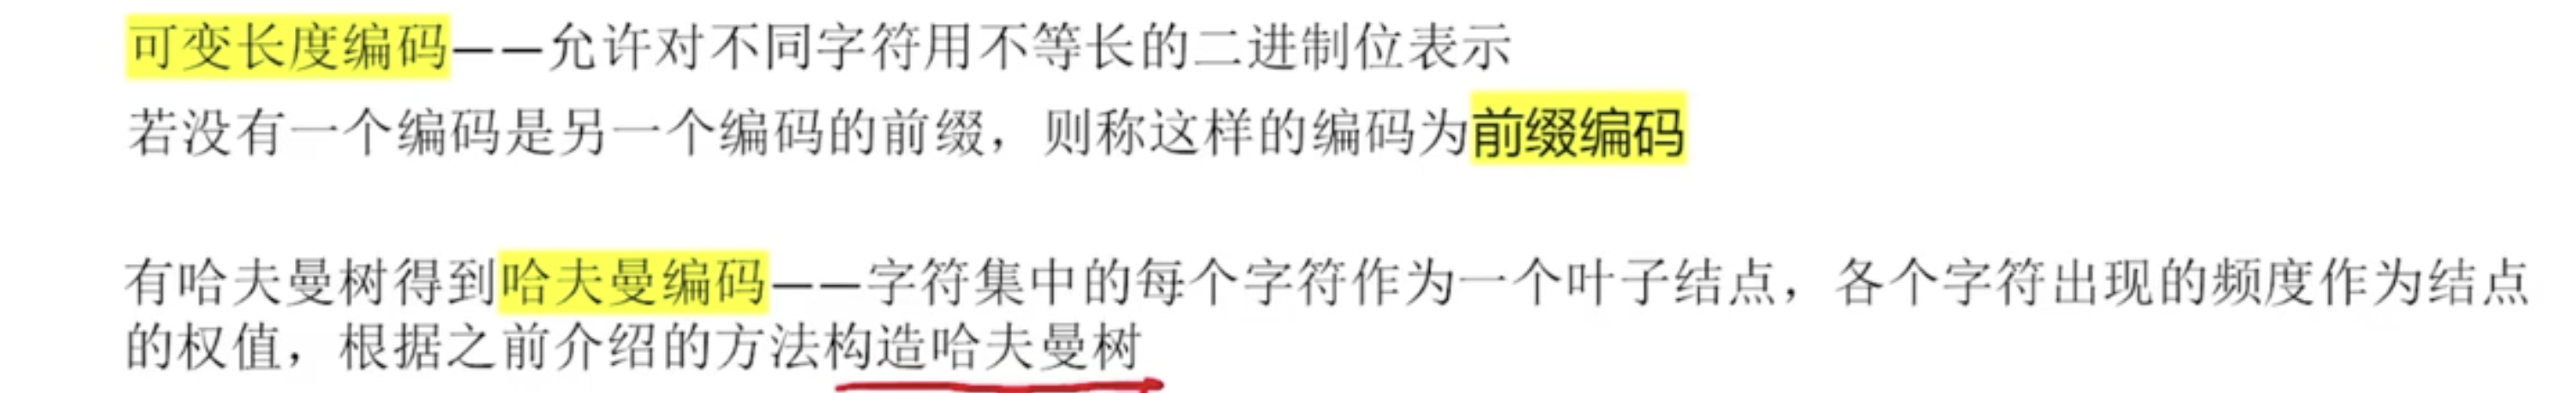 可变长度编码——允许对不同字符用不等长的二进制位表示
若没有一个编码是另一个编码的前缀，则称这样的编码为前缀编码
有哈夫曼树得到哈夫曼编码——字符集中的每个字符作为一个叶子结点，各个字符出现的频度作为结点
的权值，根据之前介绍的方法构造哈夫曼树